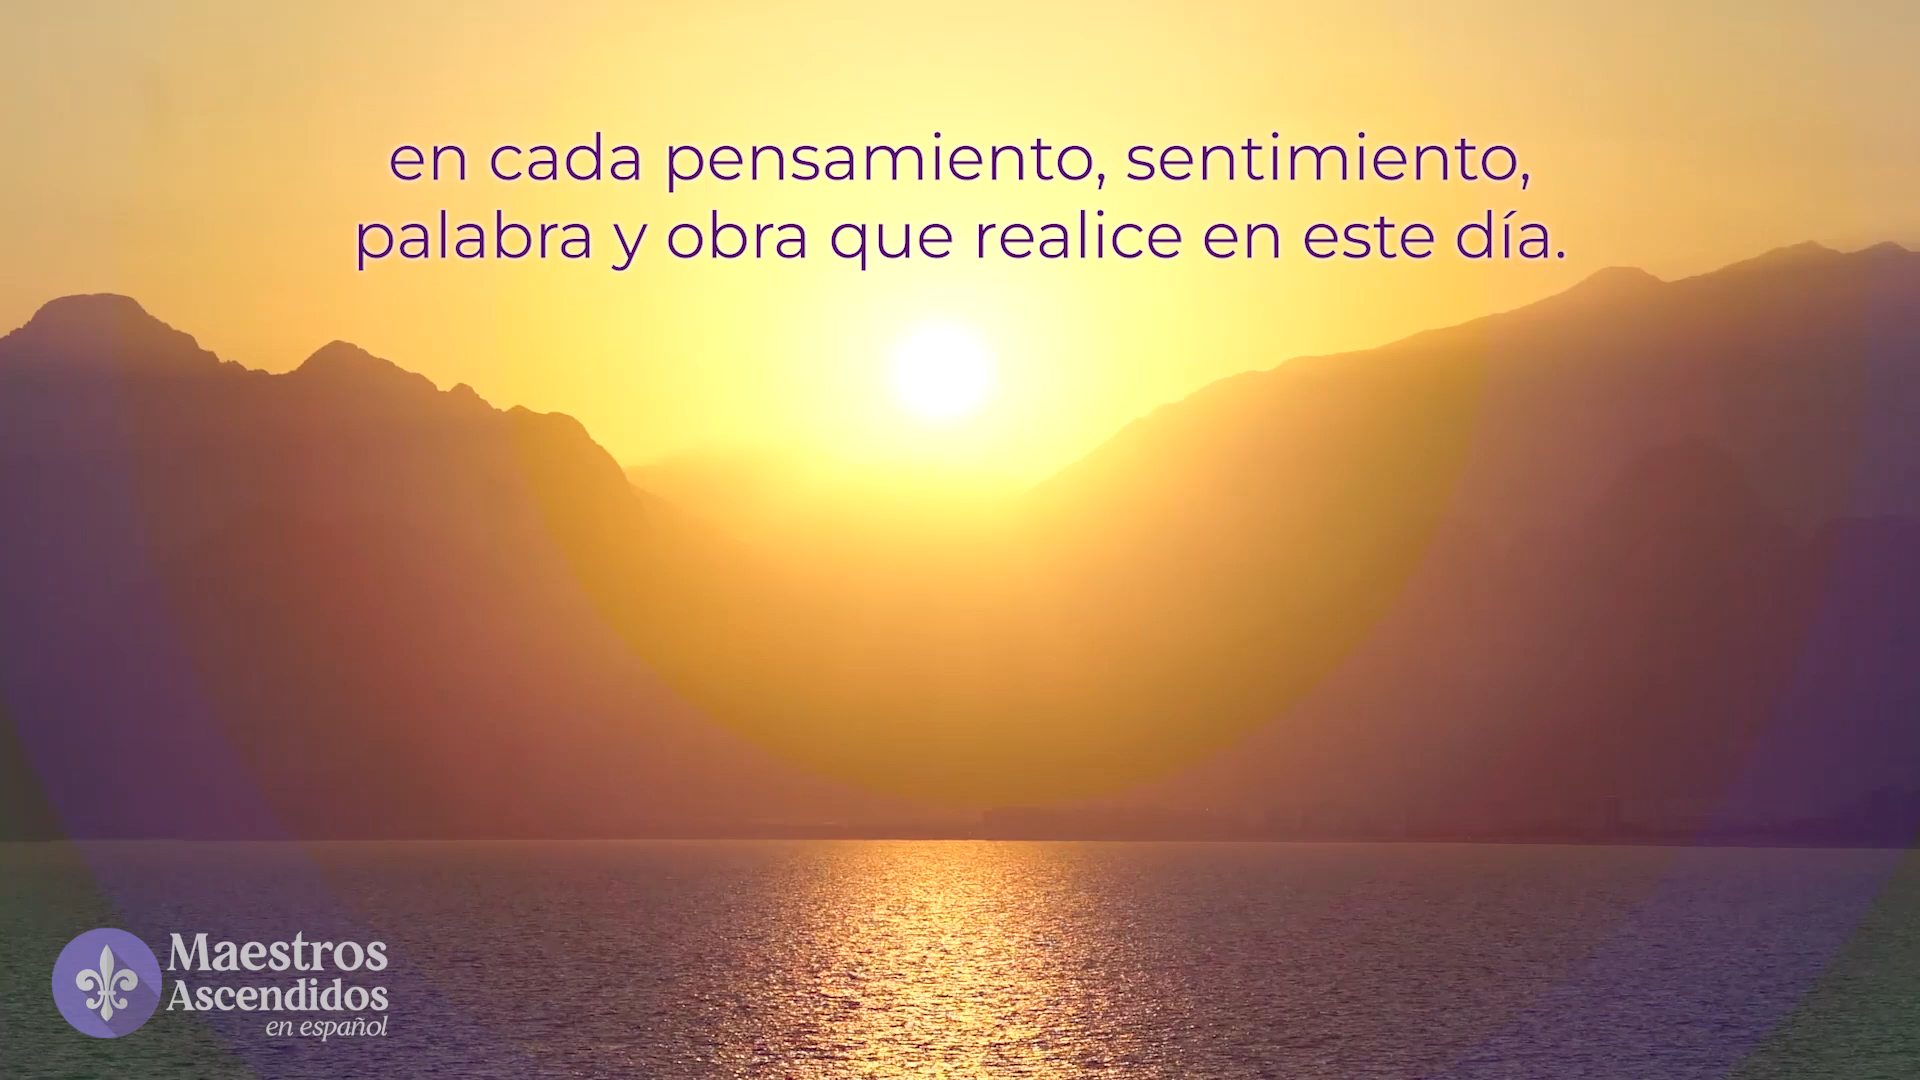 en cada pensamiento, sentimiento,
palabra y obra que realice en este día.
Maestros
Ascendidos
en español